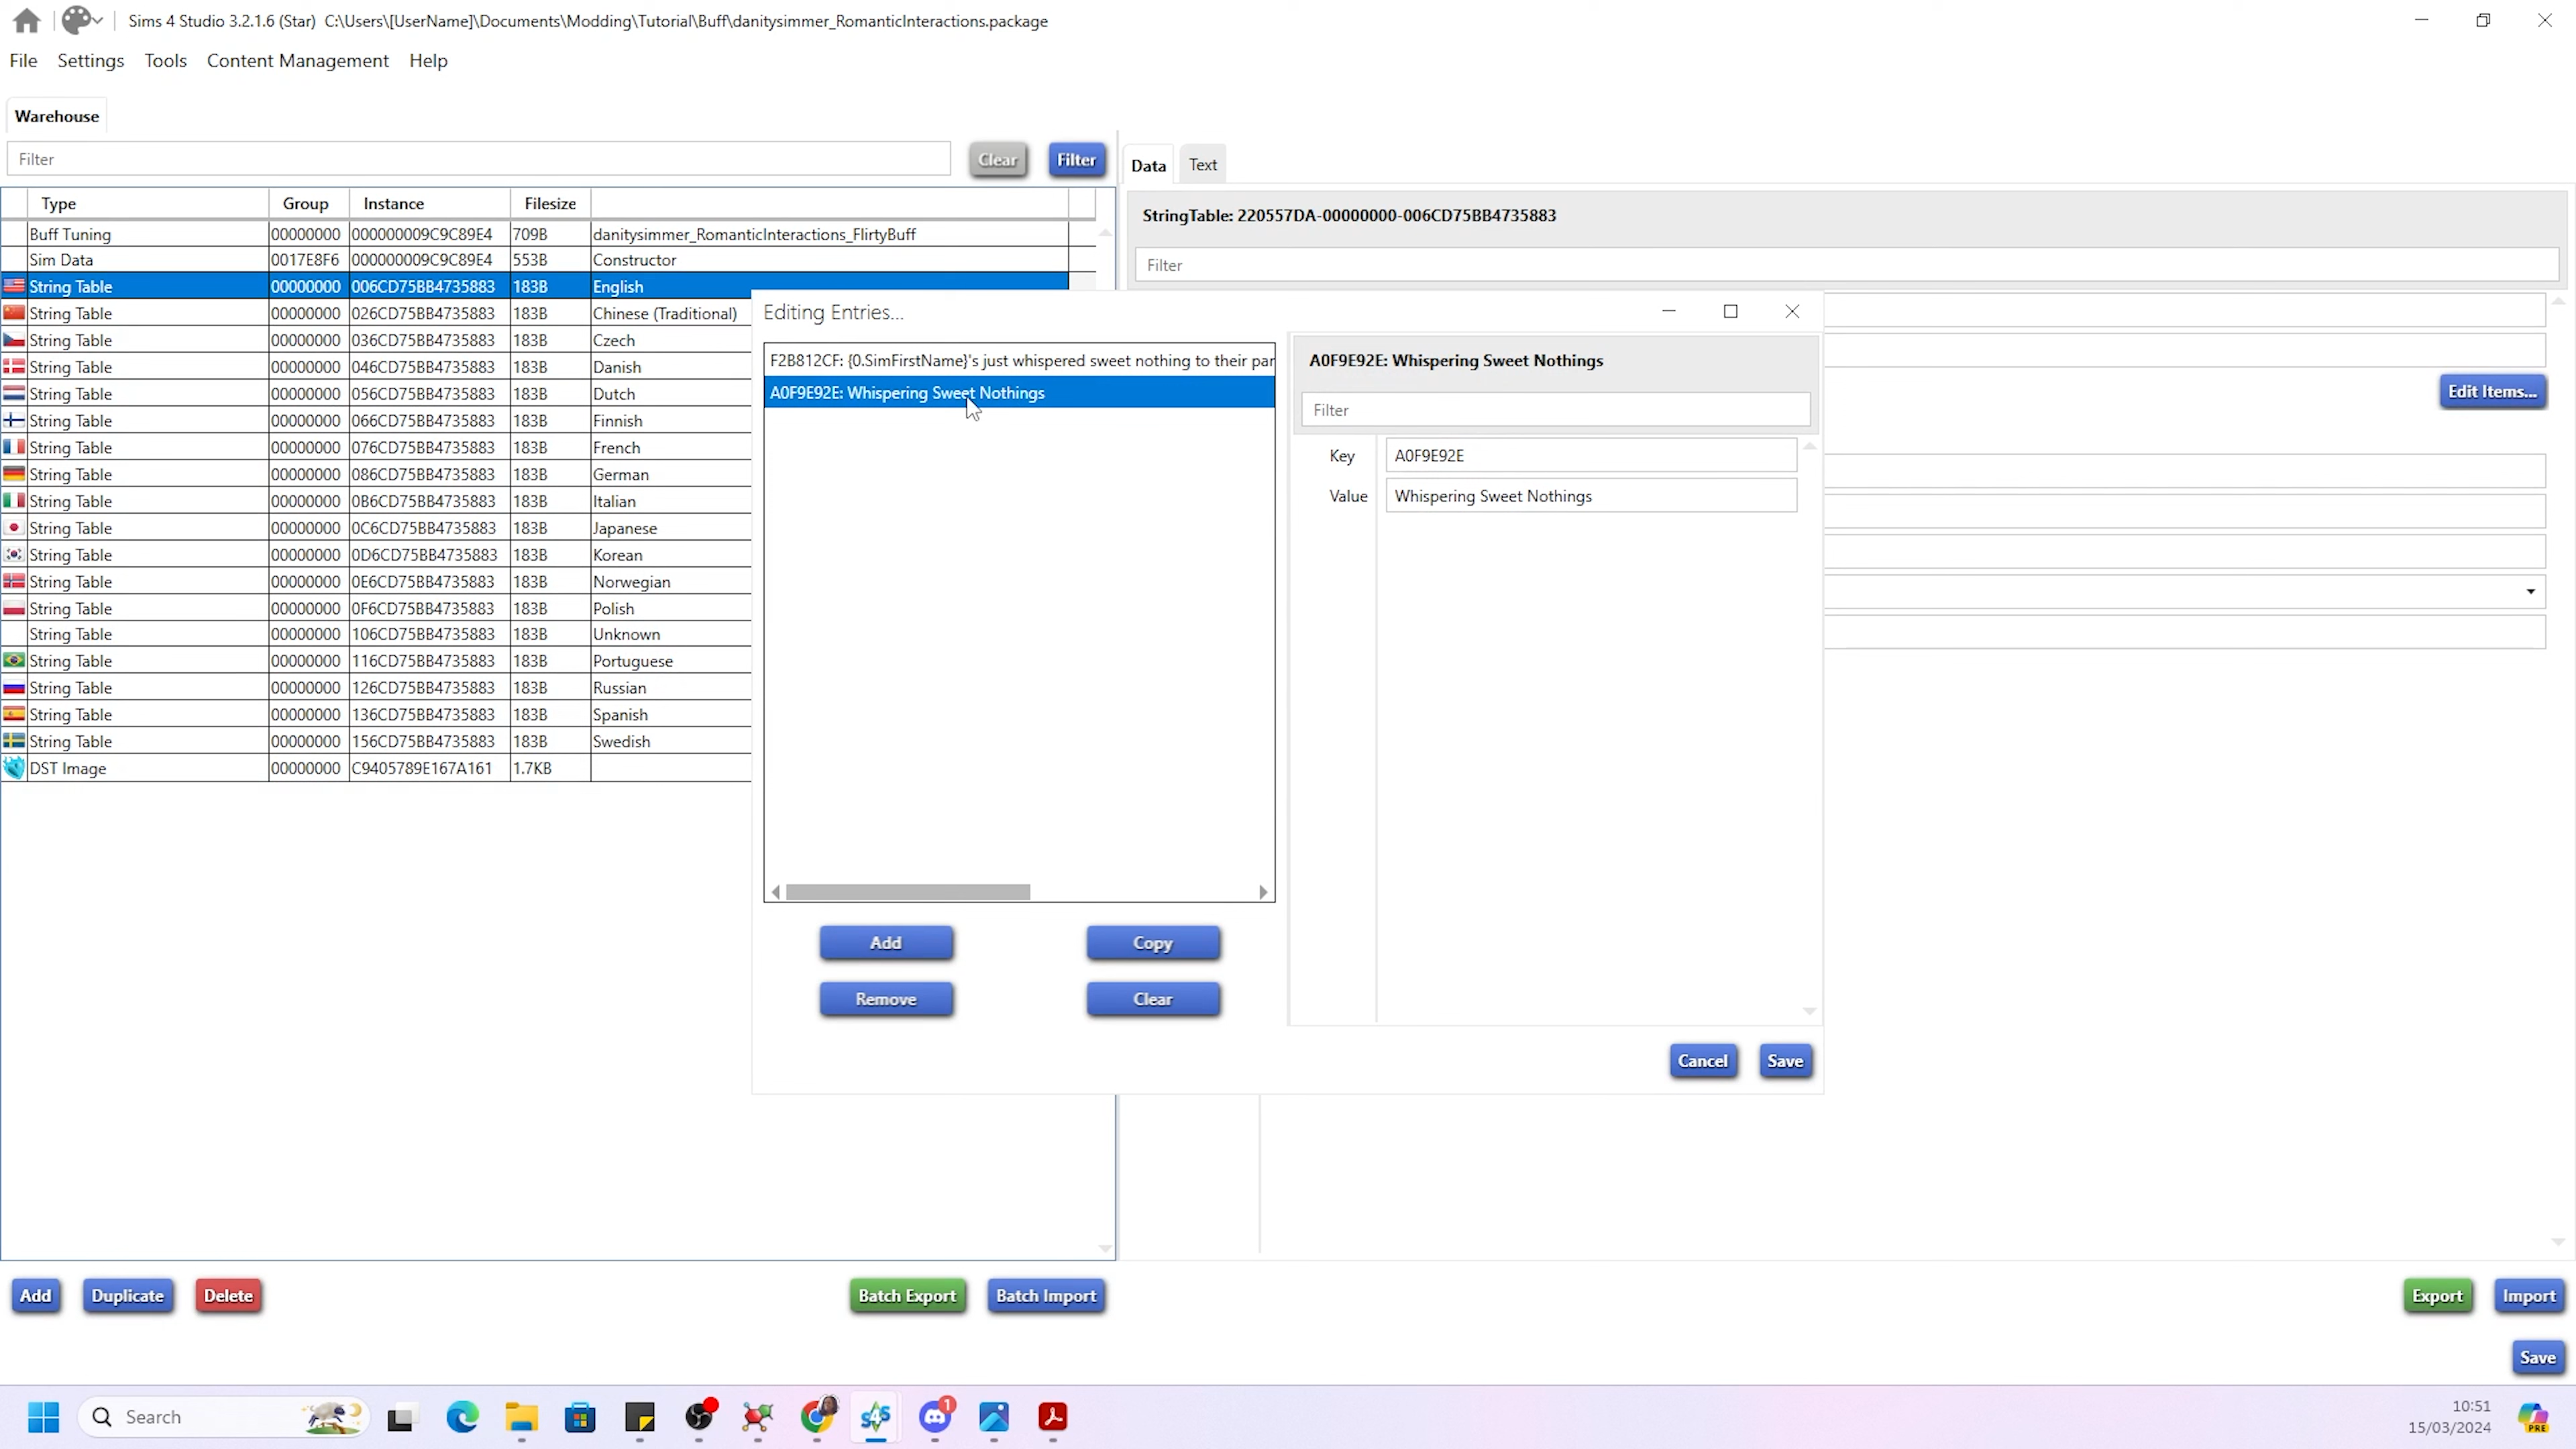 Sims 4 Studio 3.2.1.6 (Star) C:\Users\[UserName]\Documents\Modding\Tutorial\Buff\danitysimmer_RomanticInteractions.package
File Settings Tools Content Management Help
Warehouse
Filter Clear Filter
Type Group Instance Filesize
Buff Tuning 00000000 000000009C9C89E4 709B danitysimmer_RomanticInteractions_FlirtyBuff
Sim Data 0017E8F6 000000009C9C89E4 553B Constructor
String Table 00000000 006CD75BB4735883 183B English
String Table 00000000 026CD75BB4735883 183B Chinese (Traditional)
String Table 00000000 036CD75BB4735883 183B Czech
String Table 00000000 046CD75BB4735883 183B Danish
String Table 00000000 056CD75BB4735883 183B Dutch
String Table 00000000 066CD75BB4735883 183B Finnish
String Table 00000000 076CD75BB4735883 183B French
String Table 00000000 086CD75BB4735883 183B German
String Table 00000000 0B6CD75BB4735883 183B Italian
String Table 00000000 0C6CD75BB4735883 183B Japanese
String Table 00000000 0D6CD75BB4735883 183B Korean
String Table 00000000 0E6CD75BB4735883 183B Norwegian
String Table 00000000 0F6CD75BB4735883 183B Polish
String Table 00000000 106CD75BB4735883 183B Unknown
String Table 00000000 116CD75BB4735883 183B Portuguese
String Table 00000000 126CD75BB4735883 183B Russian
String Table 00000000 136CD75BB4735883 183B Spanish
String Table 00000000 156CD75BB4735883 183B Swedish
DST Image 00000000 C9405789E167A161 1.7KB
Data Text
StringTable: 220557DA-00000000-006CD75BB4735883
Filter
Edit Items...
Editing Entries...
F2B812CF: {0.SimFirstName}'s just whispered sweet nothing to their par
A0F9E92E: Whispering Sweet Nothings
Add Copy
Remove Clear
A0F9E92E: Whispering Sweet Nothings
Filter
Key A0F9E92E
Value Whispering Sweet Nothings
Cancel Save
Add Duplicate Delete Batch Export Batch Import
Export Import
Save
Search
1
10:51
15/03/2024
PRE